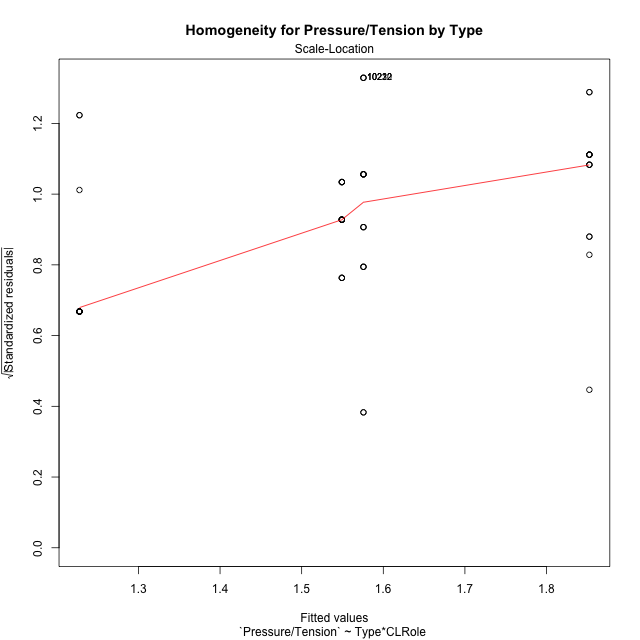 Homogeneity for Pressure/Tension by Type
Scale-Location
√|Standardized residuals|
0.0
0.2
0.4
0.6
0.8
1.0
1.2
1.3
1.4
1.5
1.6
1.7
1.8
Fitted values
`Pressure/Tension` ~ Type*CLRole